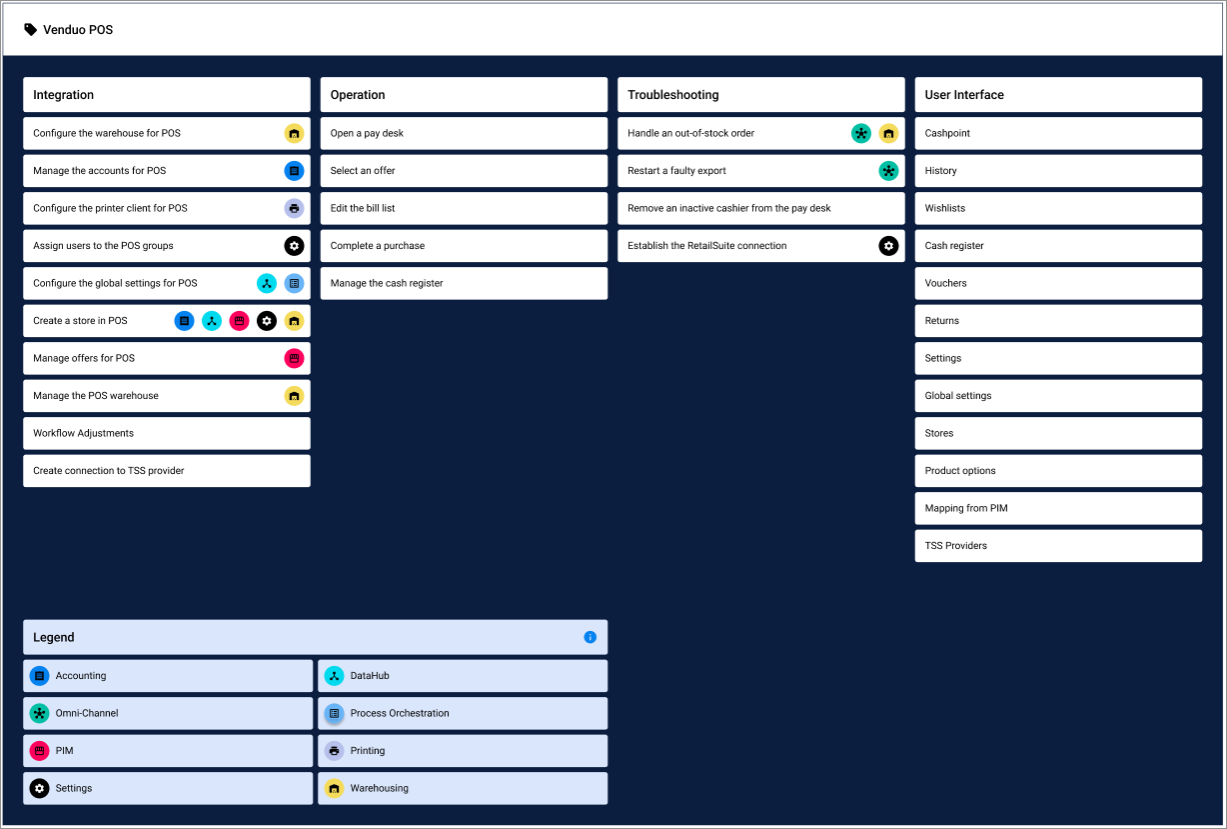 Venduo POS
Integration
Configure the warehouse for POS
Manage the accounts for POS
Configure the printer client for POS
Assign users to the POS groups
Configure the global settings for POS
Create a store in POS
Manage offers for POS
Manage the POS warehouse
Workflow Adjustments
Create connection to TSS provider
Operation
Open a pay desk
Select an offer
Edit the bill list
Complete a purchase
Manage the cash register
Troubleshooting
Handle an out-of-stock order
Restart a faulty export
Remove an inactive cashier from the pay desk
Establish the RetailSuite connection
User Interface
Cashpoint
History
Wishlists
Cash register
Vouchers
Returns
Settings
Global settings
Stores
Product options
Mapping from PIM
TSS Providers
Legend
Accounting
DataHub
Omni-Channel
Process Orchestration
PIM
Printing
Settings
Warehousing